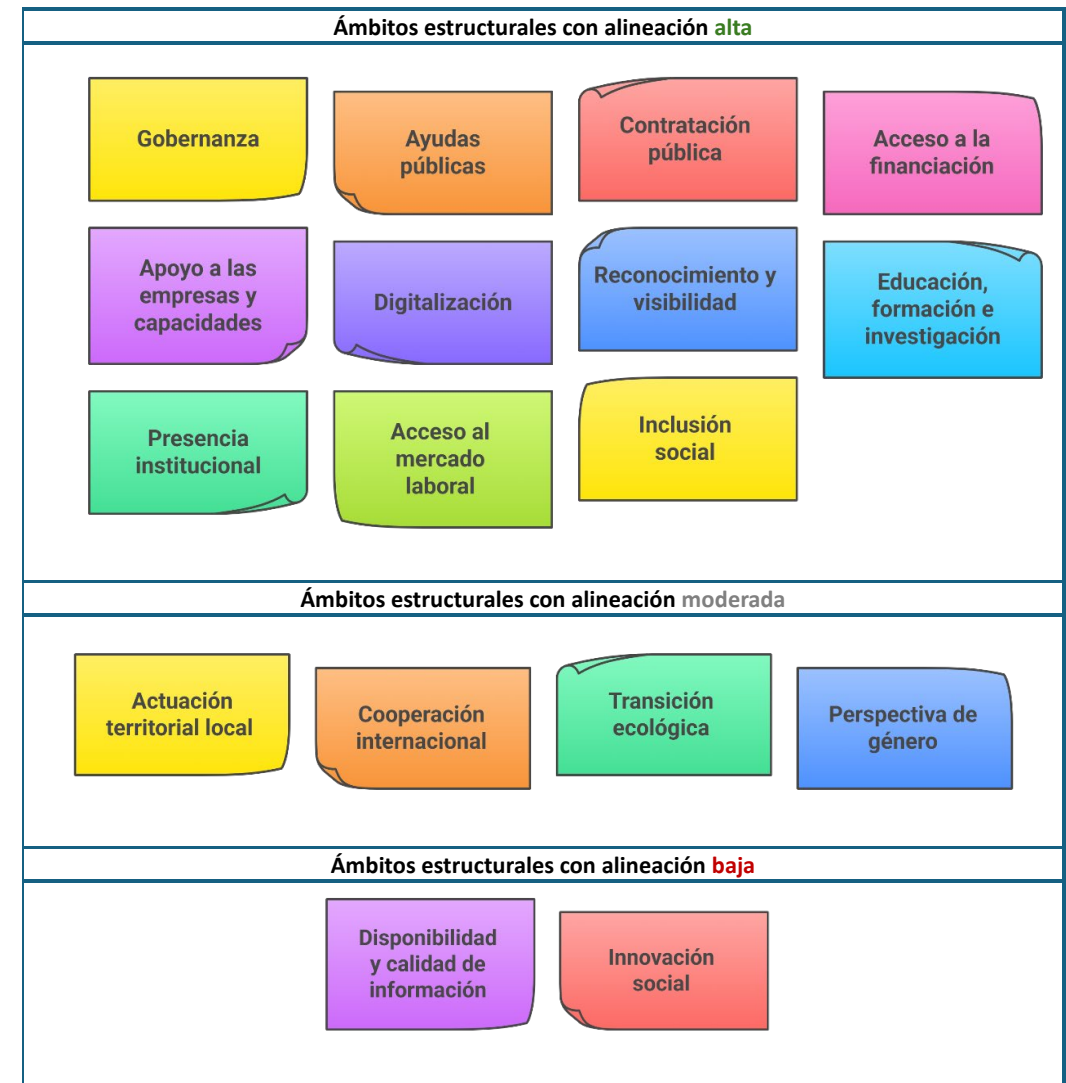 Ámbitos estructurales con alineación alta
Gobernanza
Ayudas
públicas
Contratación
pública
Acceso a la
financiación
Apoyo a las
empresas y
capacidades
Digitalización
Reconocimiento y
visibilidad
Educación,
formación e
investigación
Presencia
institucional
Acceso al
mercado
laboral
Inclusión
social
Ámbitos estructurales con alineación moderada
Actuación
territorial local
Cooperación
internacional
Transición
ecológica
Perspectiva de
género
Ámbitos estructurales con alineación baja
Disponibilidad
y calidad de
información
Innovación
social